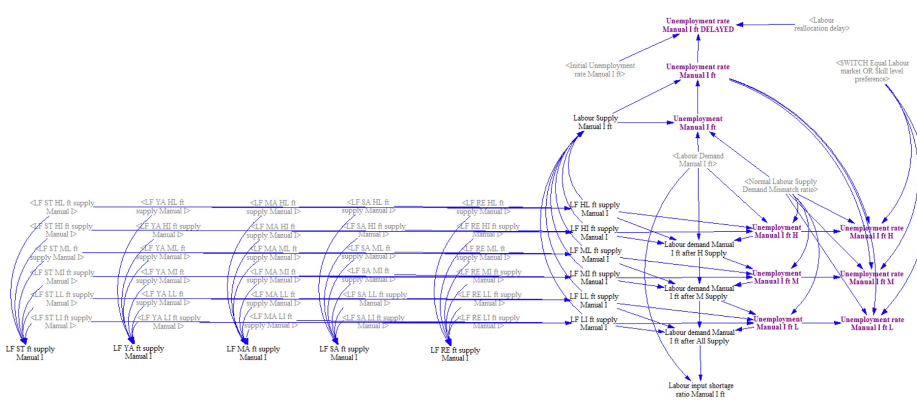 Unemployment rate
Manual I ft DELAYED
<Labour
reallocation delay>
<Initial Unemployment
rate Manual I ft>
Unemployment rate
Manual I ft
<SWITCH Equal Labour
market OR Skill level
preference>
Labour Supply
Manual I ft
Unemployment
Manual I ft
<Labour Demand
Manual I ft>
<Normal Labour Supply
Demand Mismatch ratio>
<LF ST HL ft supply
Manual I>
<LF YA HL ft
supply Manual I>
<LF MA HL ft
supply Manual I>
<LF SA HL ft
supply Manual I>
<LF RE HL ft
supply Manual I>
LF HL ft supply
Manual I
<LF ST HI ft supply
Manual I>
<LF YA HI ft supply
Manual I>
<LF MA HI ft
supply Manual I>
<LF SA HI ft supply
Manual I>
<LF RE HI ft supply
Manual I>
LF HI ft supply
Manual I
Unemployment
Manual I ft H
Unemployment rate
Manual I ft H
Labour demand Manual
I ft after H Supply
<LF ST ML ft
supply Manual I>
<LF YA ML ft
supply Manual I>
<LF MA ML ft
supply Manual I>
<LF SA ML ft
supply Manual I>
<LF RE ML ft
supply Manual I>
LF ML ft supply
Manual I
<LF ST MI ft supply
Manual I>
<LF YA MI ft
supply Manual I>
<LF MA MI ft
supply Manual I>
<LF SA MI ft
supply Manual I>
<LF RE MI ft supply
Manual I>
LF MI ft supply
Manual I
Unemployment
Manual I ft M
Unemployment rate
Manual I ft M
Labour demand Manual
I ft after M Supply
<LF ST LL ft
supply Manual I>
<LF YA LL ft
supply Manual I>
<LF MA LL ft
supply Manual I>
<LF SA LL ft
supply Manual I>
<LF RE LL ft
supply Manual I>
LF LL ft supply
Manual I
<LF ST LI ft supply
Manual I>
<LF YA LI ft
supply Manual I>
<LF MA LI ft
supply Manual I>
<LF SA LI ft
supply Manual I>
<LF RE LI ft supply
Manual I>
LF LI ft supply
Manual I
Unemployment
Manual I ft L
Unemployment rate
Manual I ft L
Labour demand Manual
I ft after All Supply
LF ST ft supply
Manual I
LF YA ft supply
Manual I
LF MA ft supply
Manual I
LF SA ft supply
Manual I
LF RE ft supply
Manual I
Labour input shortage
ratio Manual I ft